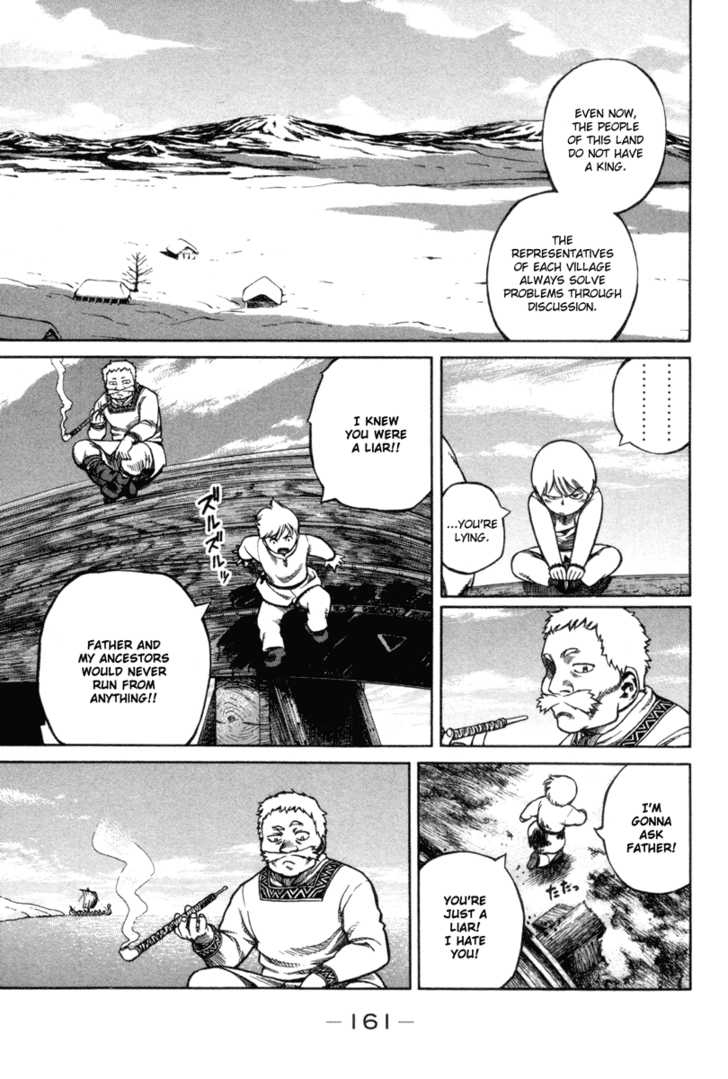 EVEN NOW,
THE PEOPLE
OF THIS LAND
DO NOT HAVE
A KING.
THE
REPRESENTATIVES
OF EACH VILLAGE
ALWAYS SOLVE
PROBLEMS THROUGH
DISCUSSION.
...YOU'RE
LYING.
I KNEW
YOU WERE
A LIAR!!
ズルズルッ
FATHER AND
MY ANCESTORS
WOULD NEVER
RUN FROM
ANYTHING!!
I'M
GONNA
ASK
FATHER!
たたっ
YOU'RE
JUST A
LIAR!
I HATE
YOU!
—161—